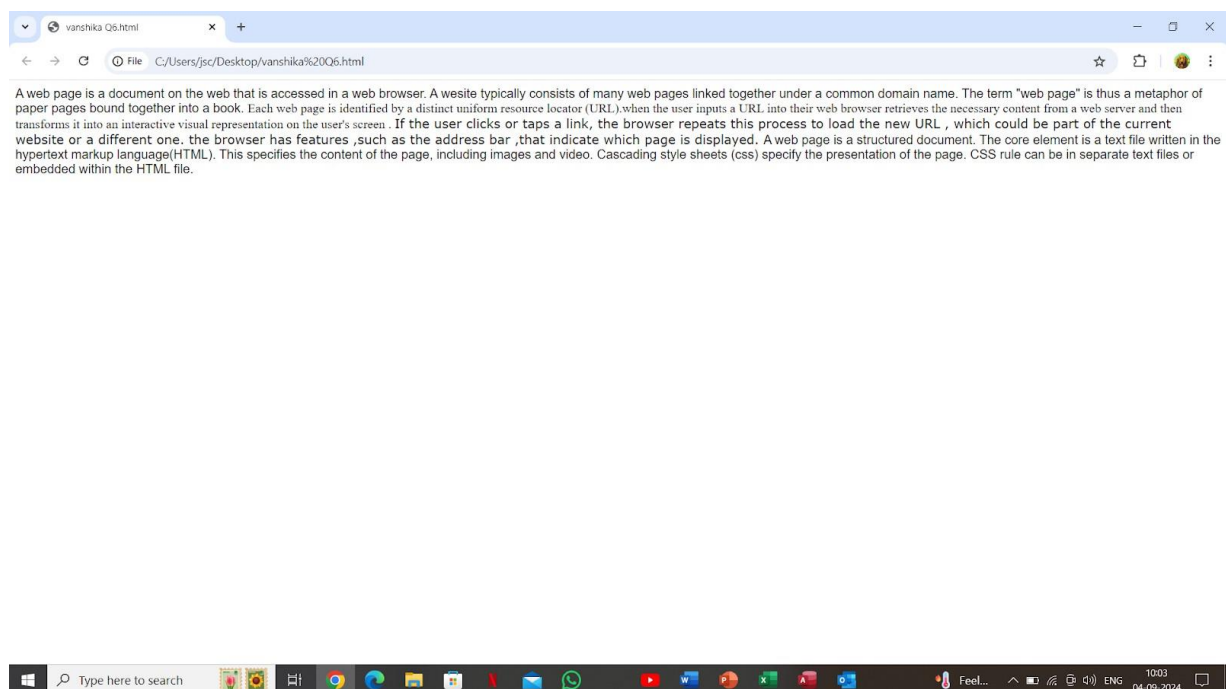 vanshika Q6.html
File C:/Users/jsc/Desktop/vanshika%20Q6.html
A web page is a document on the web that is accessed in a web browser. A wesite typically consists of many web pages linked together under a common domain name. The term "web page" is thus a metaphor of
paper pages bound together into a book. Each web page is identified by a distinct uniform resource locator (URL).when the user inputs a URL into their web browser retrieves the necessary content from a web server and then
transforms it into an interactive visual representation on the user's screen . If the user clicks or taps a link, the browser repeats this process to load the new URL , which could be part of the current
website or a different one. the browser has features ,such as the address bar ,that indicate which page is displayed. A web page is a structured document. The core element is a text file written in the
hypertext markup language(HTML). This specifies the content of the page, including images and video. Cascading style sheets (css) specify the presentation of the page. CSS rule can be in separate text files or
embedded within the HTML file.
Type here to search
Feel... ENG
10:03
04-09-2024